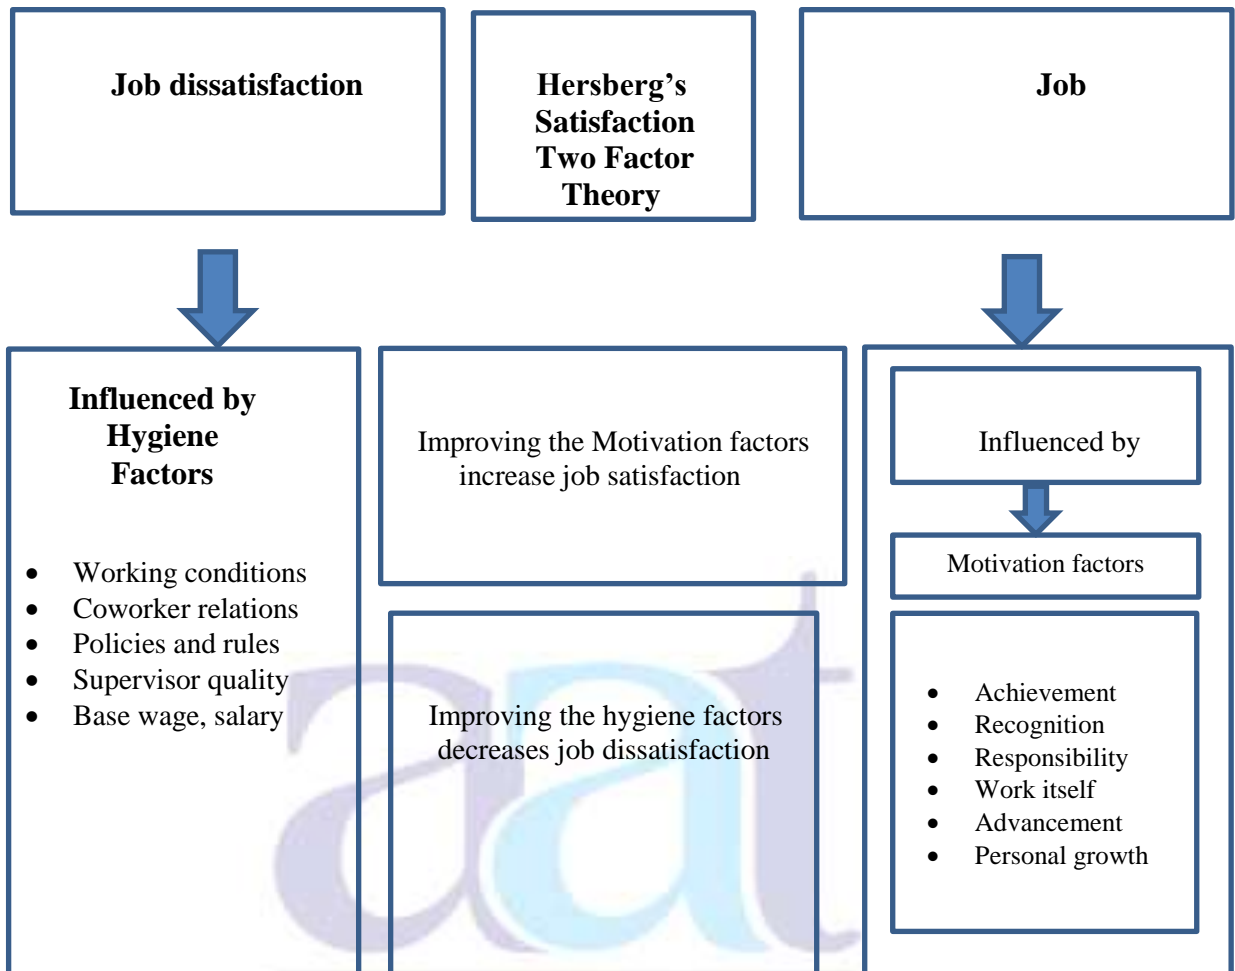 Job dissatisfaction
Hersberg’s
Satisfaction
Two Factor
Theory
Job
Influenced by
Hygiene
Factors
• Working conditions
• Coworker relations
• Policies and rules
• Supervisor quality
• Base wage, salary
Improving the Motivation factors
increase job satisfaction
Improving the hygiene factors
decreases job dissatisfaction
Influenced by
Motivation factors
• Achievement
• Recognition
• Responsibility
• Work itself
• Advancement
• Personal growth
aat